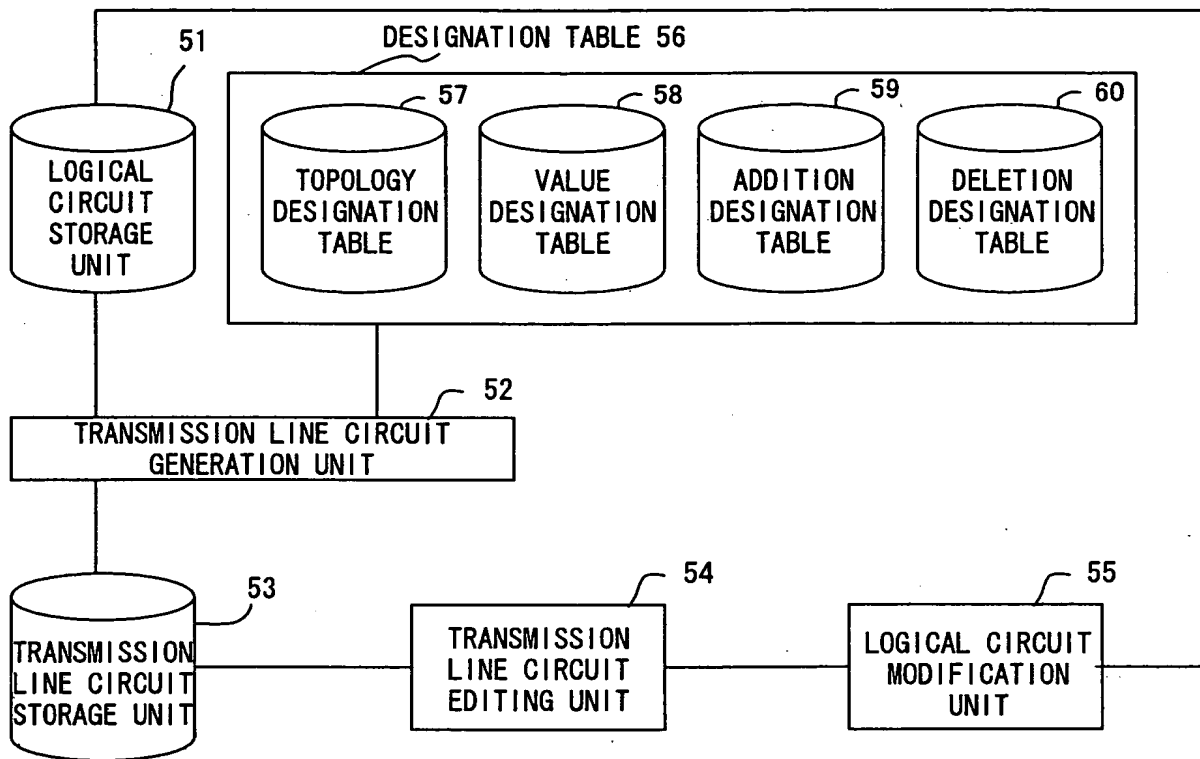 DESIGNATION TABLE 56
51
57
58
59
60
LOGICAL
CIRCUIT
STORAGE
UNIT
TOPOLOGY
DESIGNATION
TABLE
VALUE
DESIGNATION
TABLE
ADDITION
DESIGNATION
TABLE
DELETION
DESIGNATION
TABLE
52
TRANSMISSION LINE CIRCUIT
GENERATION UNIT
53
TRANSMISSION
LINE CIRCUIT
STORAGE UNIT
54
TRANSMISSION
LINE CIRCUIT
EDITING UNIT
55
LOGICAL CIRCUIT
MODIFICATION
UNIT